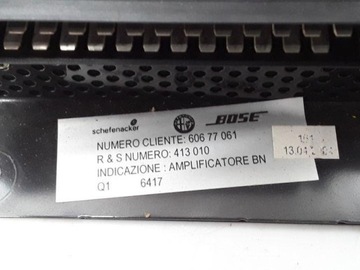 schefenacker BOSE
NUMERO CLIENTE: 606 77 061
R & S NUMERO: 413 010
INDICAZIONE : AMPLIFICATORE BN
Q1 6417